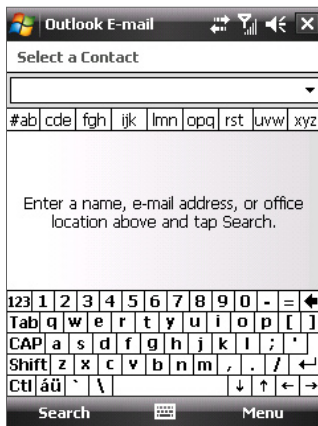 Outlook E-mail
Select a Contact
#ab cde fgh ijk lmn opq rst uvw xyz
Enter a name, e-mail address, or office
location above and tap Search.
123 1 2 3 4 5 6 7 8 9 0 - = ←
Tab q w e r t y u i o p [ ]
CAP a s d f g h j k l ; '
Shift z x c v b n m , . / ↵
Ctl áü ` \ ↓ ↑ ← →
Search Menu